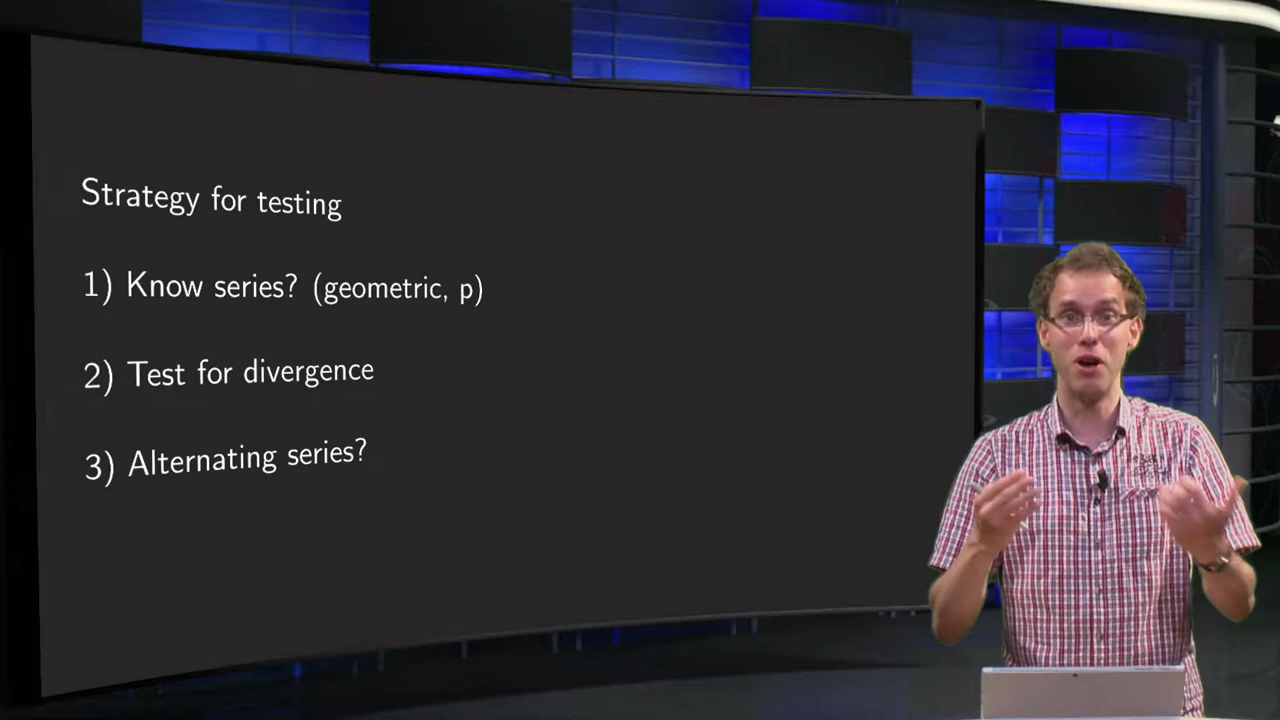 Strategy for testing
1) Know series? (geometric, p)
2) Test for divergence
3) Alternating series?